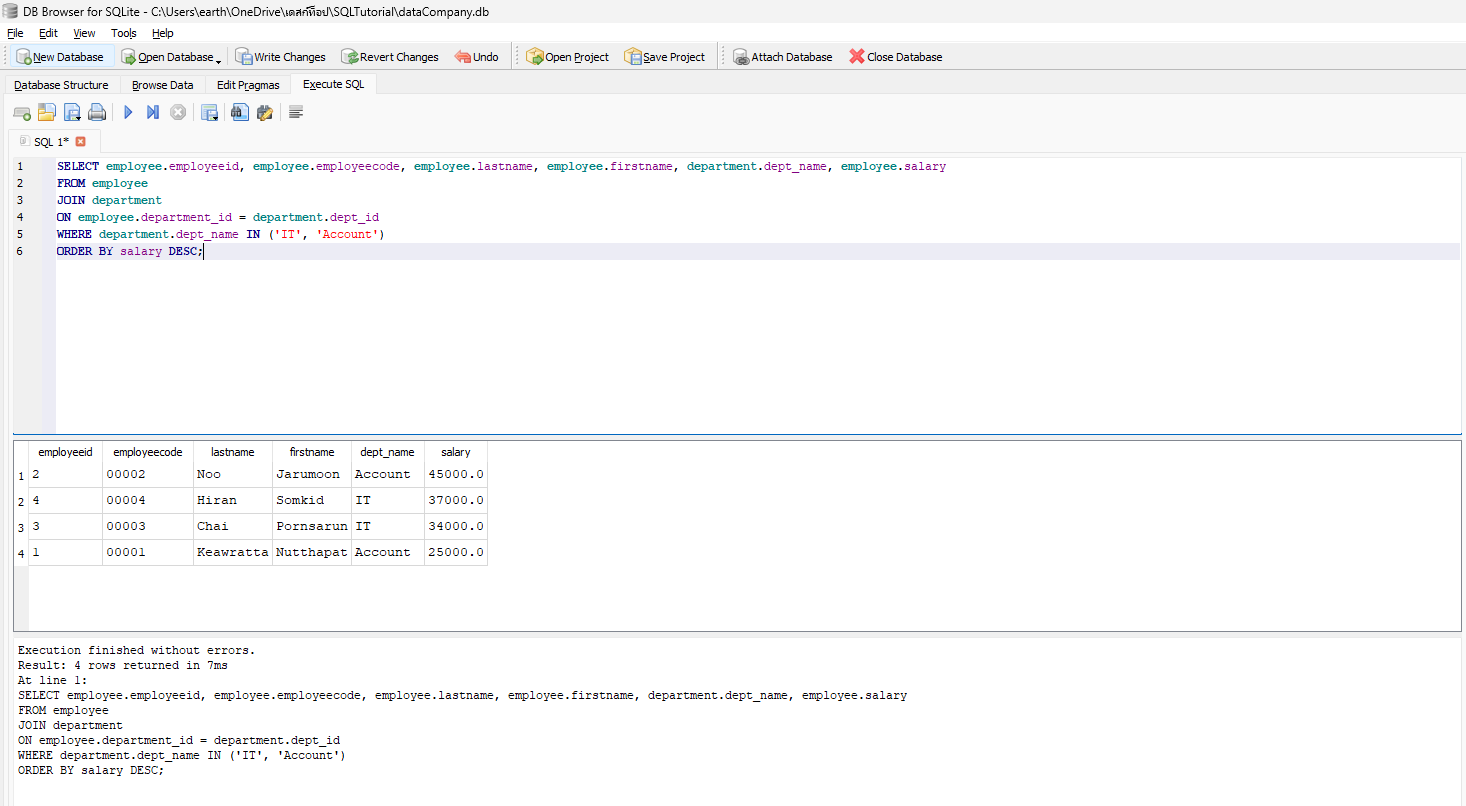 DB Browser for SQLite - C:\Users\earth\OneDrive\เดสก์ท็อป\SQLTutorial\dataCompany.db
File Edit View Tools Help
New Database Open Database Write Changes Revert Changes Undo Open Project Save Project Attach Database Close Database
Database Structure Browse Data Edit Pragmas Execute SQL
SQL 1*
1 SELECT employee.employeeid, employee.employeecode, employee.lastname, employee.firstname, department.dept_name, employee.salary
2 FROM employee
3 JOIN department
4 ON employee.department_id = department.dept_id
5 WHERE department.dept_name IN ('IT', 'Account')
6 ORDER BY salary DESC;
employeeid employeecode lastname firstname dept_name salary
1 2 00002 Noo Jarumoon Account 45000.0
2 4 00004 Hiran Somkid IT 37000.0
3 3 00003 Chai Pornsarun IT 34000.0
4 1 00001 Keawratta Nutthapat Account 25000.0
Execution finished without errors.
Result: 4 rows returned in 7ms
At line 1:
SELECT employee.employeeid, employee.employeecode, employee.lastname, employee.firstname, department.dept_name, employee.salary
FROM employee
JOIN department
ON employee.department_id = department.dept_id
WHERE department.dept_name IN ('IT', 'Account')
ORDER BY salary DESC;